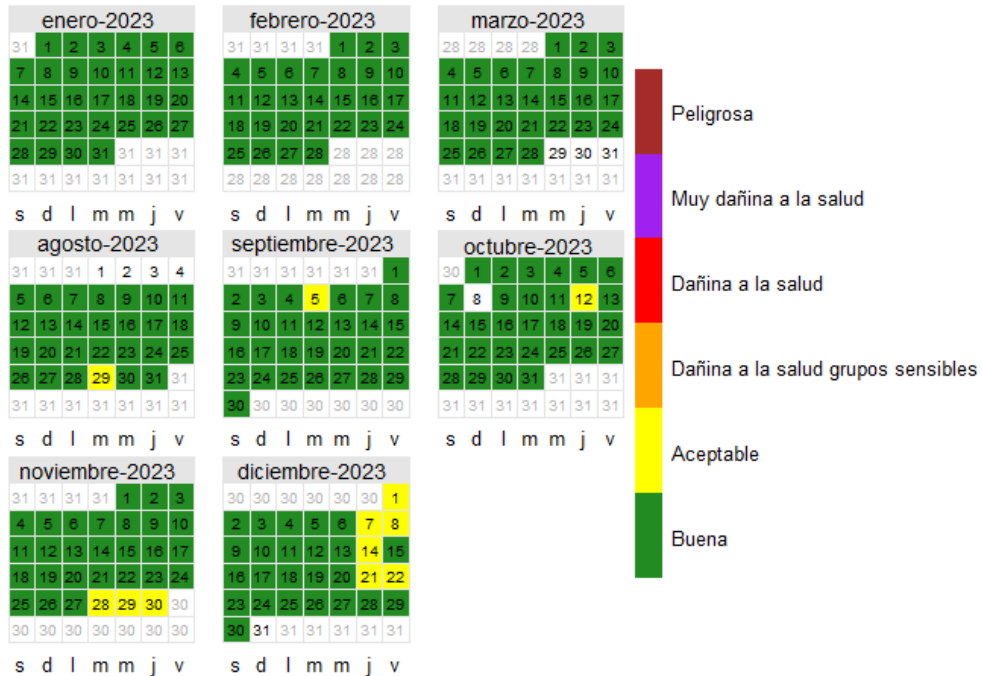 enero-2023
31 1 2 3 4 5 6
7 8 9 10 11 12 13
14 15 16 17 18 19 20
21 22 23 24 25 26 27
28 29 30 31 31 31 31
31 31 31 31 31 31 31
s d l m m j v
febrero-2023
31 31 31 31 1 2 3
4 5 6 7 8 9 10
11 12 13 14 15 16 17
18 19 20 21 22 23 24
25 26 27 28 28 28 28
28 28 28 28 28 28 28
s d l m m j v
marzo-2023
28 28 28 28 1 2 3
4 5 6 7 8 9 10
11 12 13 14 15 16 17
18 19 20 21 22 23 24
25 26 27 28 29 30 31
31 31 31 31 31 31 31
s d l m m j v
agosto-2023
31 31 31 1 2 3 4
5 6 7 8 9 10 11
12 13 14 15 16 17 18
19 20 21 22 23 24 25
26 27 28 29 30 31 31
31 31 31 31 31 31 31
s d l m m j v
septiembre-2023
31 31 31 31 31 31 1
2 3 4 5 6 7 8
9 10 11 12 13 14 15
16 17 18 19 20 21 22
23 24 25 26 27 28 29
30 30 30 30 30 30 30
s d l m m j v
octubre-2023
30 1 2 3 4 5 6
7 8 9 10 11 12 13
14 15 16 17 18 19 20
21 22 23 24 25 26 27
28 29 30 31 31 31 31
31 31 31 31 31 31 31
s d l m m j v
noviembre-2023
31 31 31 31 1 2 3
4 5 6 7 8 9 10
11 12 13 14 15 16 17
18 19 20 21 22 23 24
25 26 27 28 29 30 30
30 30 30 30 30 30 30
s d l m m j v
diciembre-2023
30 30 30 30 30 30 1
2 3 4 5 6 7 8
9 10 11 12 13 14 15
16 17 18 19 20 21 22
23 24 25 26 27 28 29
30 31 31 31 31 31 31
s d l m m j v
Peligrosa
Muy dañina a la salud
Dañina a la salud
Dañina a la salud grupos sensibles
Aceptable
Buena